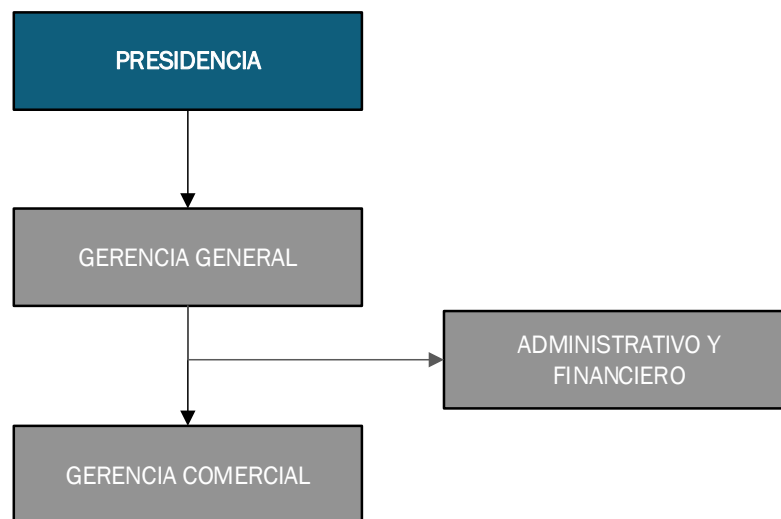 PRESIDENCIA
GERENCIA GENERAL
ADMINISTRATIVO Y
FINANCIERO
GERENCIA COMERCIAL